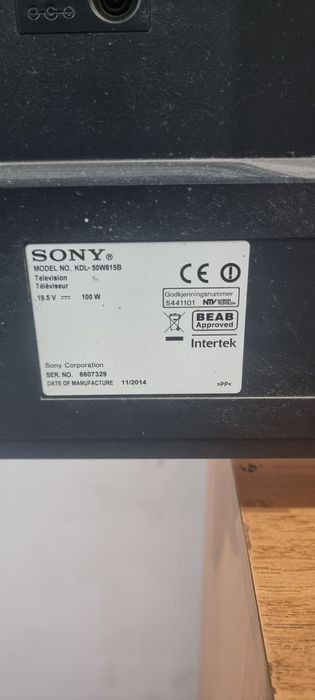 SONY®
MODEL NO. KDL-50W815B
Television
Téléviseur
19.5 V ⎓ 100 W
CE
Godkjenningsnummer
5441101 NTV
BEAB
Approved
Intertek
Sony Corporation
SER. NO. 6607329
DATE OF MANUFACTURE 11/2014
>PP<